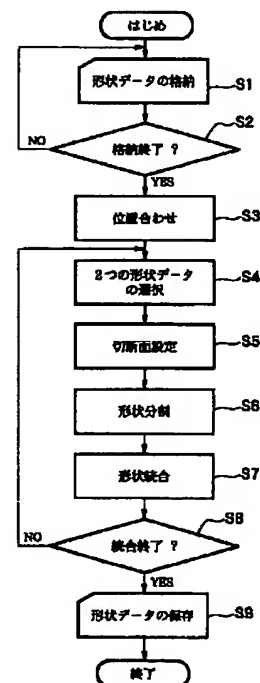 はじめ
形状データの格納
S1
S2
格納終了 ?
NO
YES
位置合わせ
S3
2つの形状データ
の選択
S4
切断面設定
S5
形状分割
S6
形状統合
S7
S8
NO
統合終了 ?
YES
形状データの保存
S9
終了